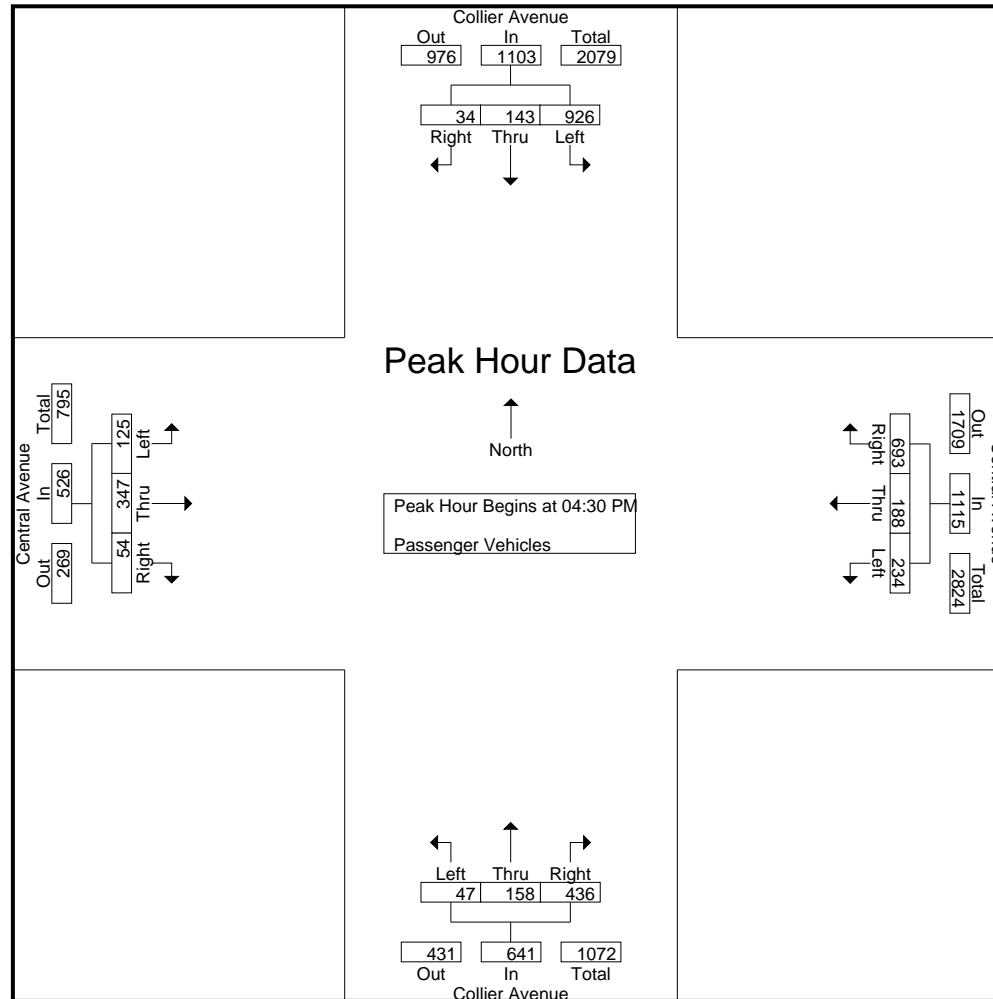 Collier Avenue
Out In Total
976 1103 2079
34 143 926
Right Thru Left
Peak Hour Data
North
Peak Hour Begins at 04:30 PM
Passenger Vehicles
Central Avenue
Total In Out
795 526 269
125 347 54
Left Thru Right
Out In Total
1709 1115 2824
693 188 234
Right Thru Left
Left Thru Right
47 158 436
431 641 1072
Out In Total
Collier Avenue